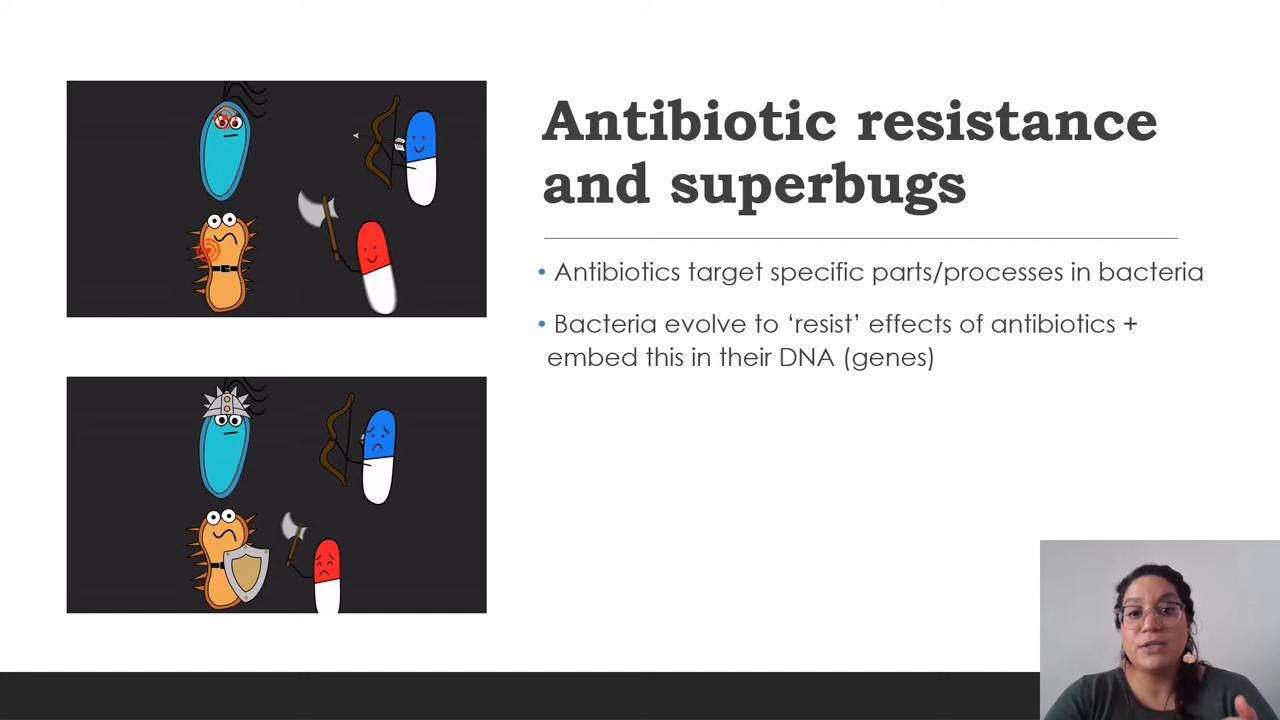 Antibiotic resistance
and superbugs
• Antibiotics target specific parts/processes in bacteria
• Bacteria evolve to ‘resist’ effects of antibiotics +
embed this in their DNA (genes)